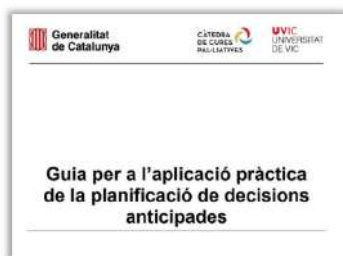 Generalitat
de Catalunya
CÀTEDRA
DE CURES
PAL·LIATIVES
UVIC
UNIVERSITAT
DE VIC
Guia per a l'aplicació pràctica
de la planificació de decisions
anticipades